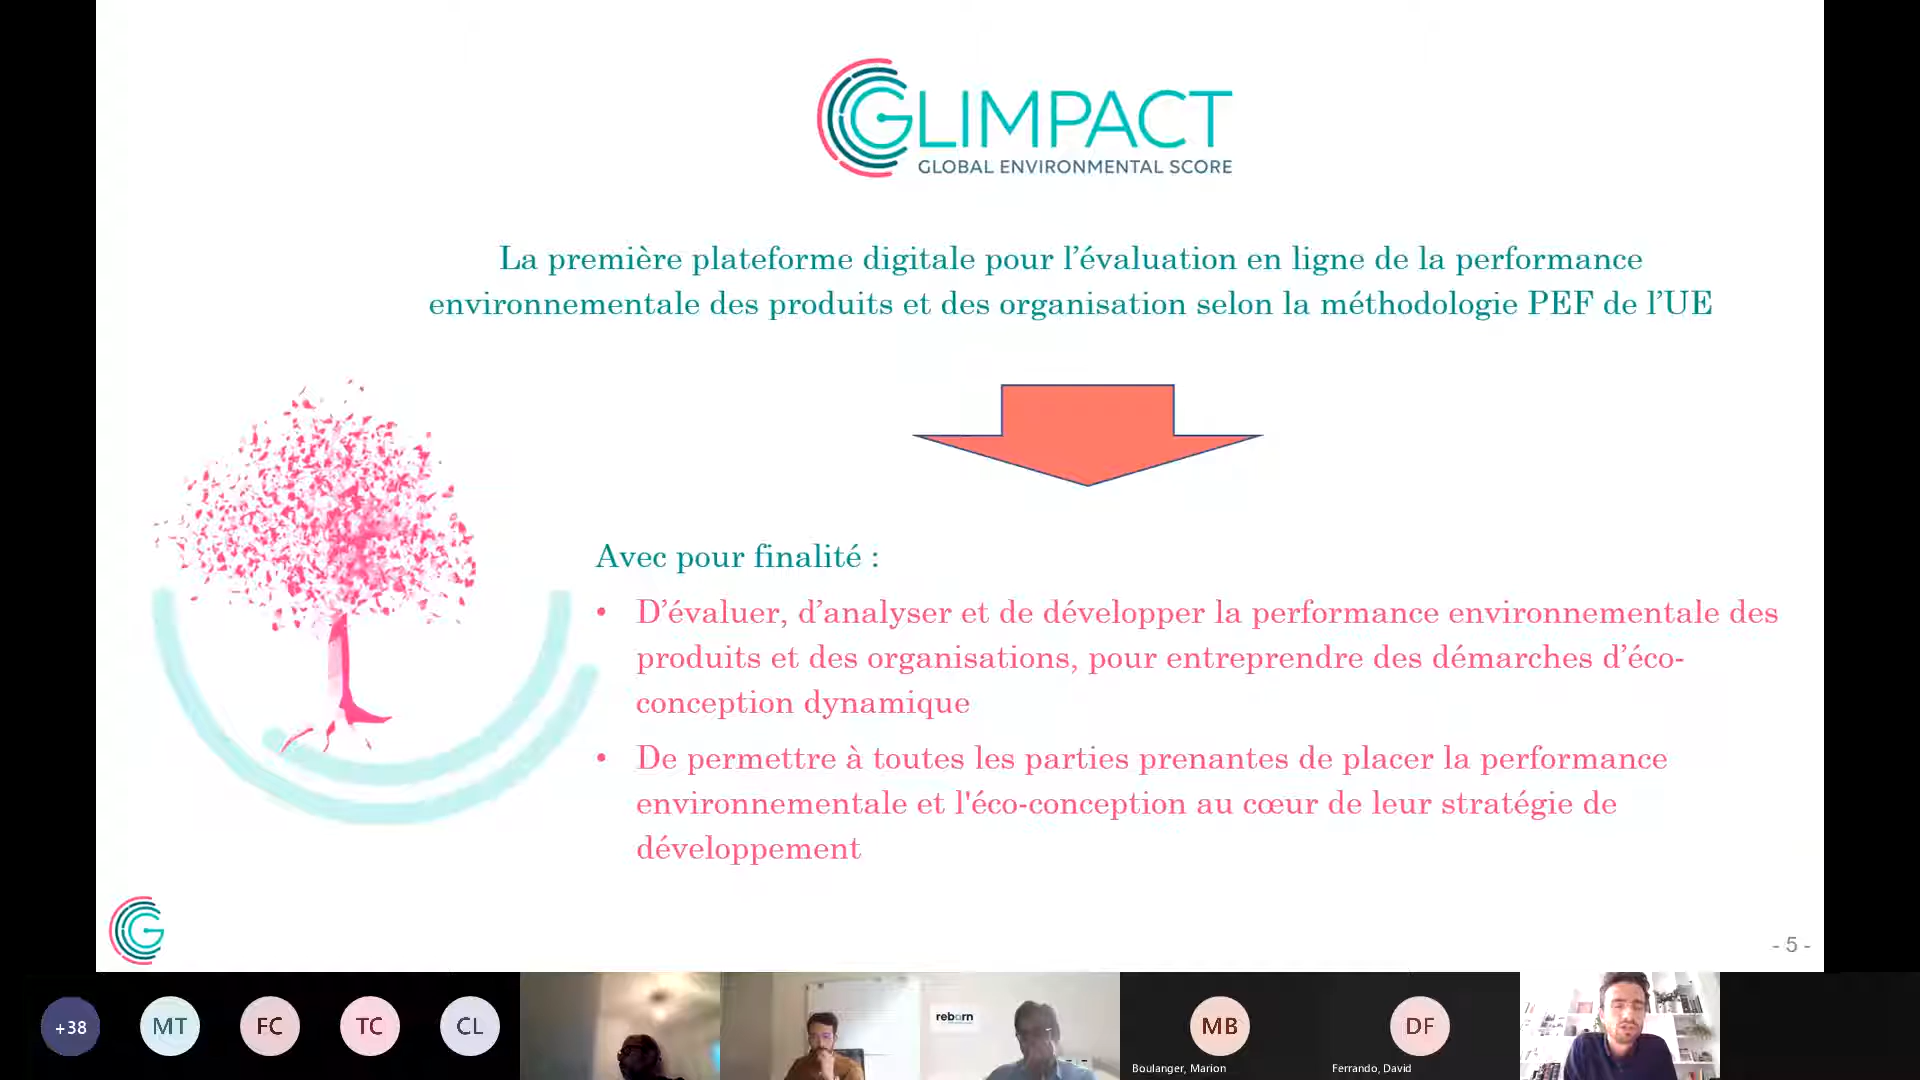 GLIMPACT
GLOBAL ENVIRONMENTAL SCORE
La première plateforme digitale pour l’évaluation en ligne de la performance
environnementale des produits et des organisation selon la méthodologie PEF de l’UE
Avec pour finalité :
• D’évaluer, d’analyser et de développer la performance environnementale des
produits et des organisations, pour entreprendre des démarches d’éco-
conception dynamique
• De permettre à toutes les parties prenantes de placer la performance
environnementale et l'éco-conception au cœur de leur stratégie de
développement
G
- 5 -
+38
MT
FC
TC
CL
reborn
MB
Boulanger, Marion
DF
Ferrando, David